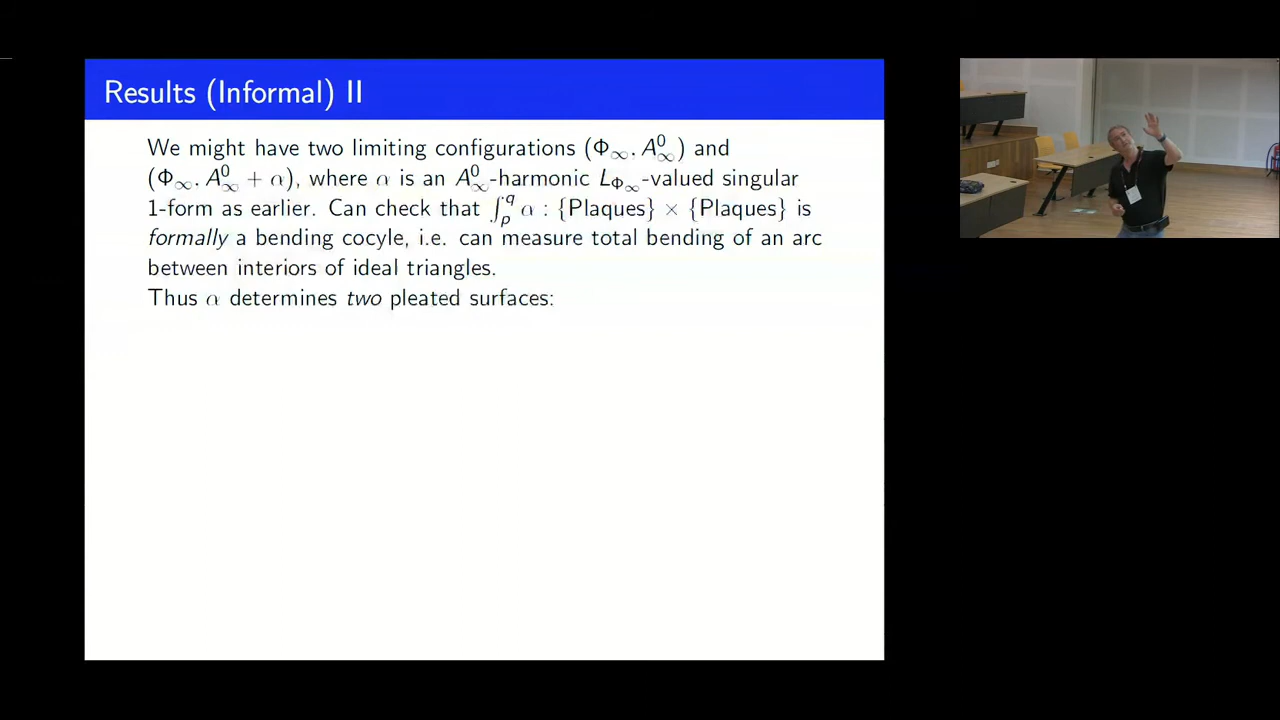 Results (Informal) II
We might have two limiting configurations (Φ∞, A⁰∞) and
(Φ∞, A⁰∞ + α), where α is an A⁰∞-harmonic L_Φ∞-valued singular
1-form as earlier. Can check that ∫_p^q α : {Plaques} × {Plaques} is
formally a bending cocyle, i.e. can measure total bending of an arc
between interiors of ideal triangles.
Thus α determines two pleated surfaces: